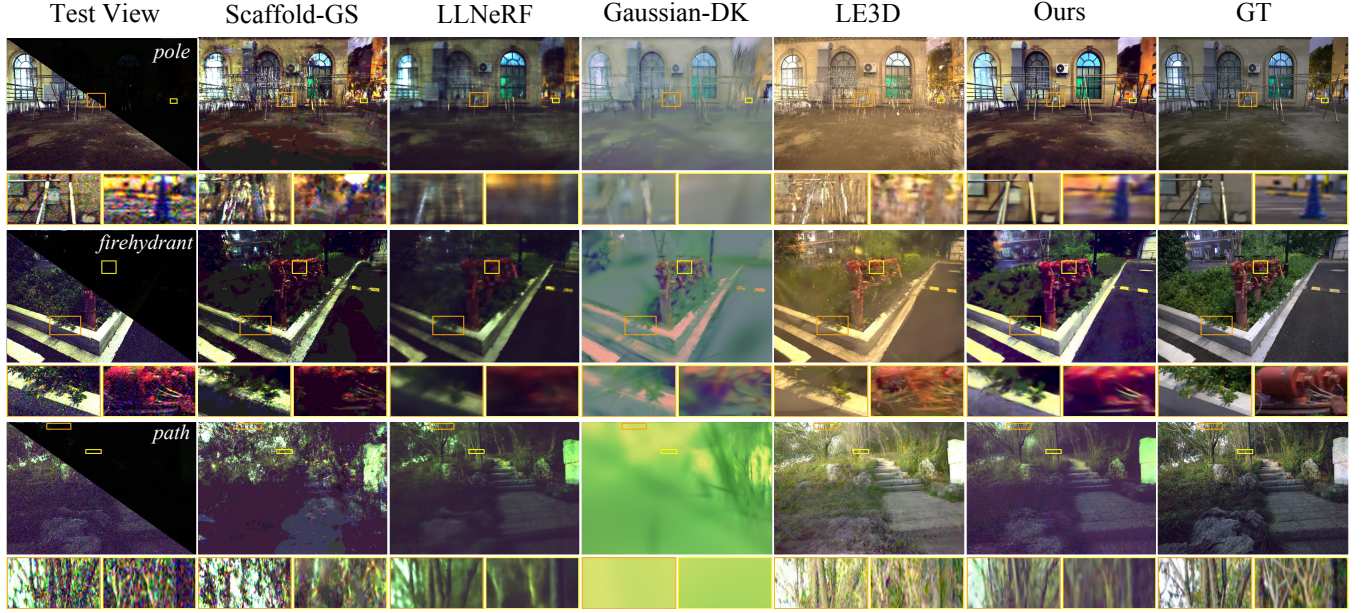 Test View Scaffold-GS LLNeRF Gaussian-DK LE3D Ours GT
pole
firehydrant
path